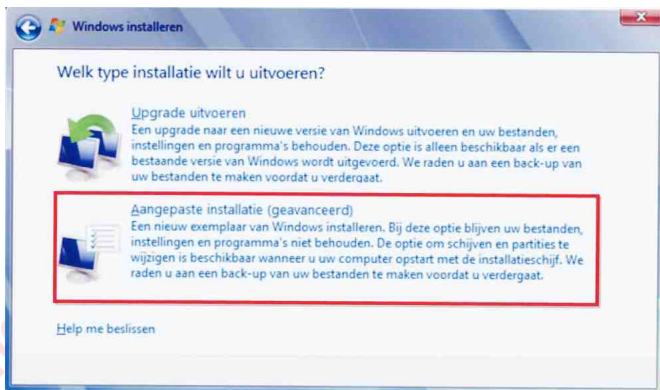 Windows installeren
Welk type installatie wilt u uitvoeren?
Upgrade uitvoeren
Een upgrade naar een nieuwe versie van Windows uitvoeren en uw bestanden,
instellingen en programma's behouden. Deze optie is alleen beschikbaar als er een
bestaande versie van Windows wordt uitgevoerd. We raden u aan een back-up van
uw bestanden te maken voordat u verdergaat.
Aangepaste installatie (geavanceerd)
Een nieuw exemplaar van Windows installeren. Bij deze optie blijven uw bestanden,
instellingen en programma's niet behouden. De optie om schijven en partities te
wijzigen is beschikbaar wanneer u uw computer opstart met de installatieschijf. We
raden u aan een back-up van uw bestanden te maken voordat u verdergaat.
Help me beslissen